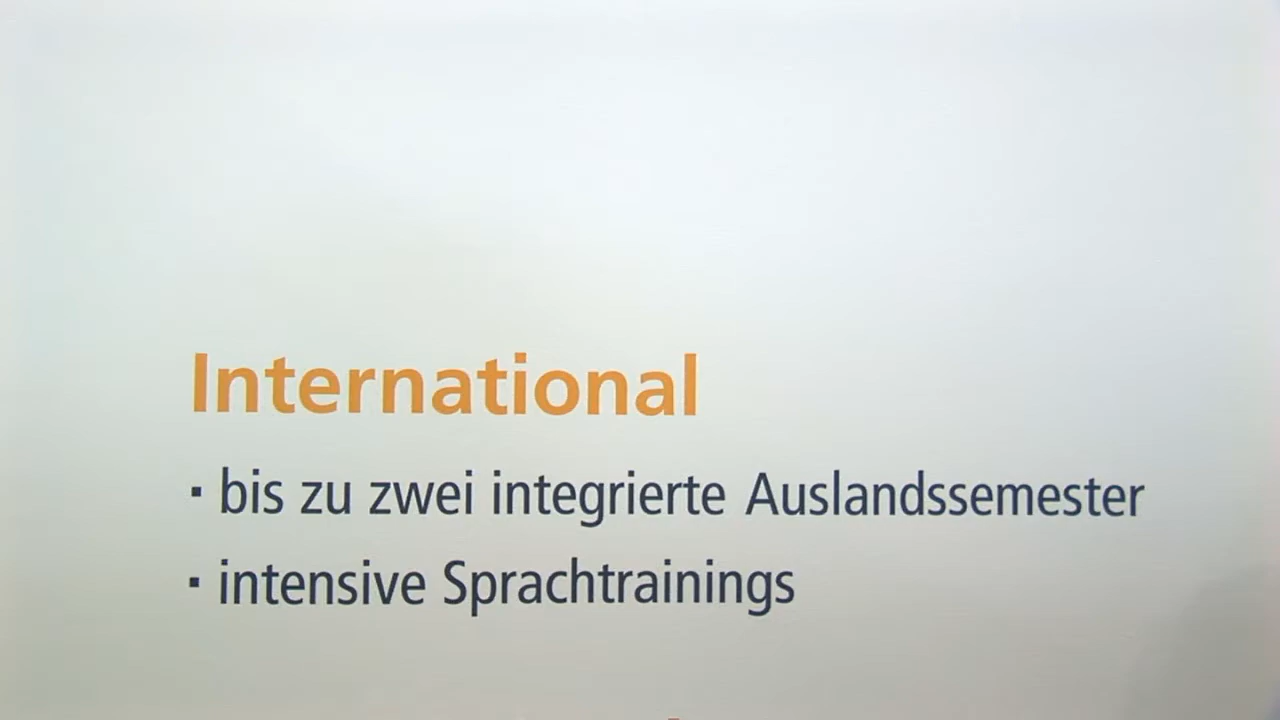 International
▪ bis zu zwei integrierte Auslandssemester
▪ intensive Sprachtrainings